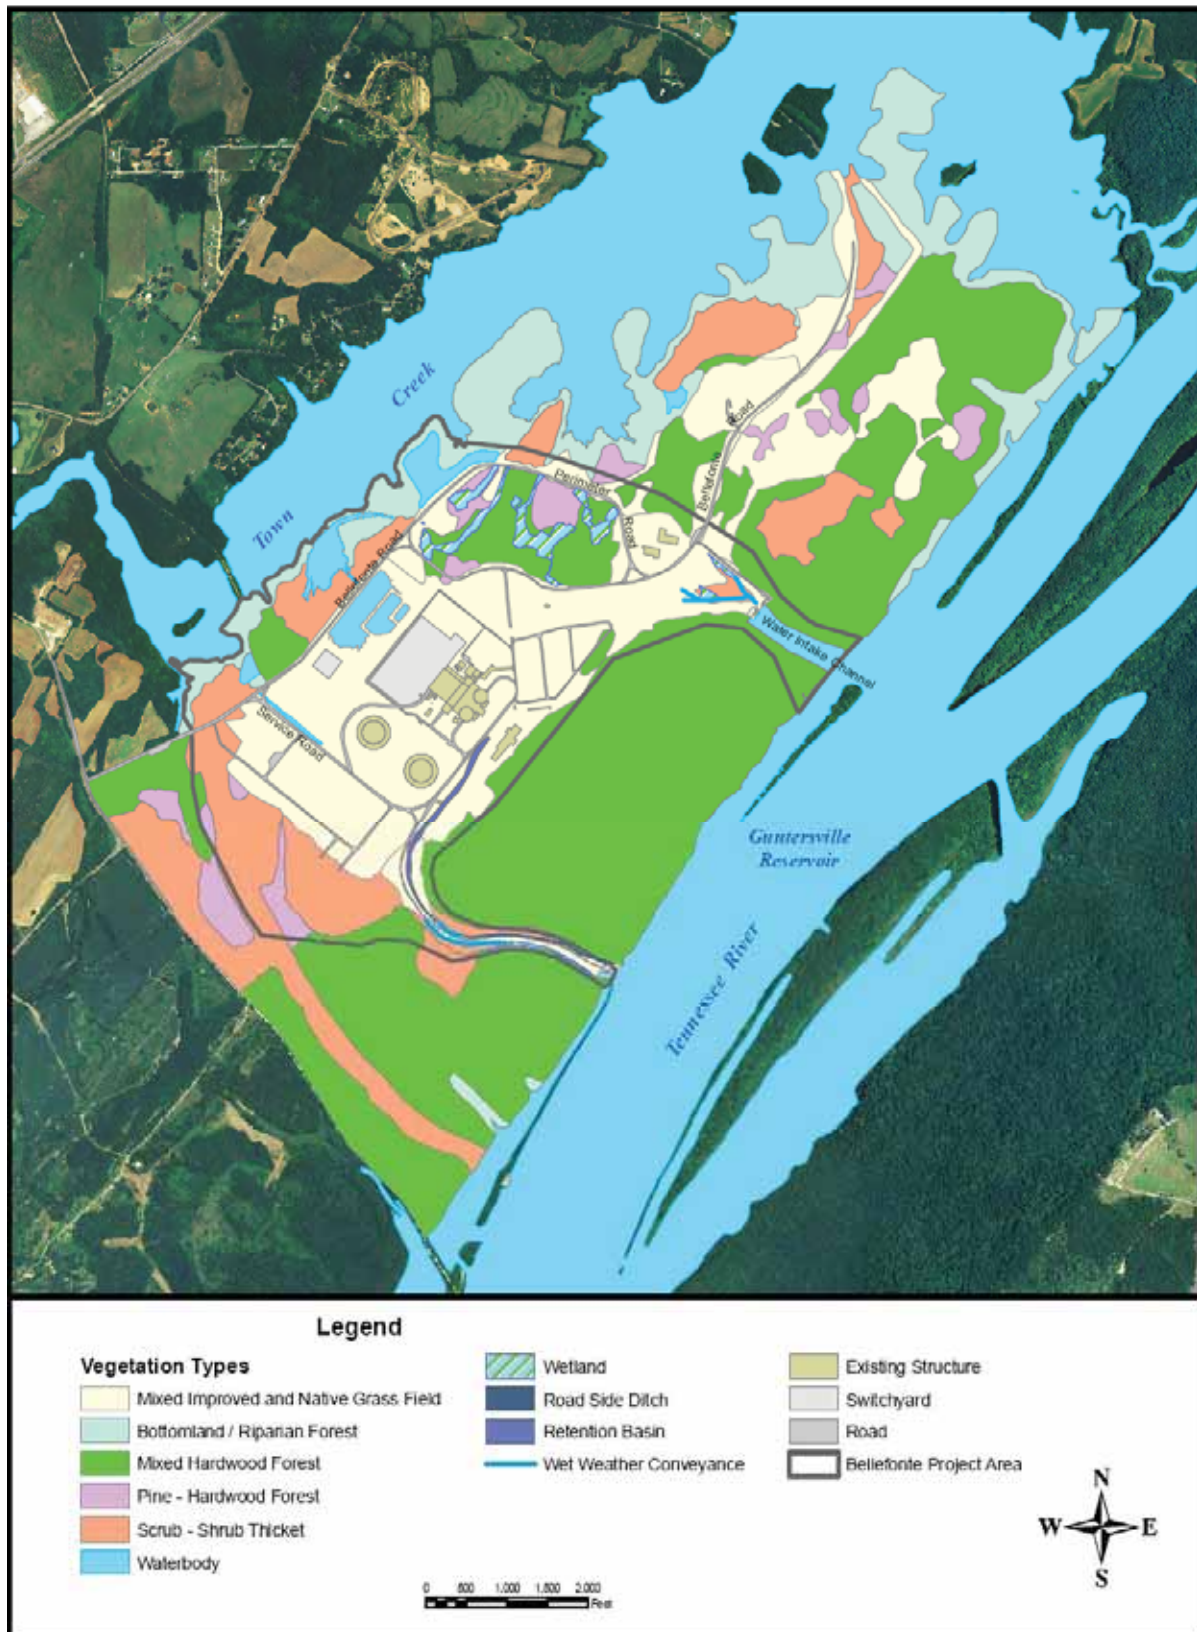 Creek
Town
Road
Bellefonte
Perimeter
Road
Bellefonte Road
Water Intake Channel
Service Road
Guntersville
Reservoir
Tennessee River
Legend
Vegetation Types
Mixed Improved and Native Grass Field
Bottomland / Riparian Forest
Mixed Hardwood Forest
Pine - Hardwood Forest
Scrub - Shrub Thicket
Waterbody
Wetland
Road Side Ditch
Retention Basin
Wet Weather Conveyance
Existing Structure
Switchyard
Road
Bellefonte Project Area
N
W E
S
0 500 1,000 1,500 2,000
Feet